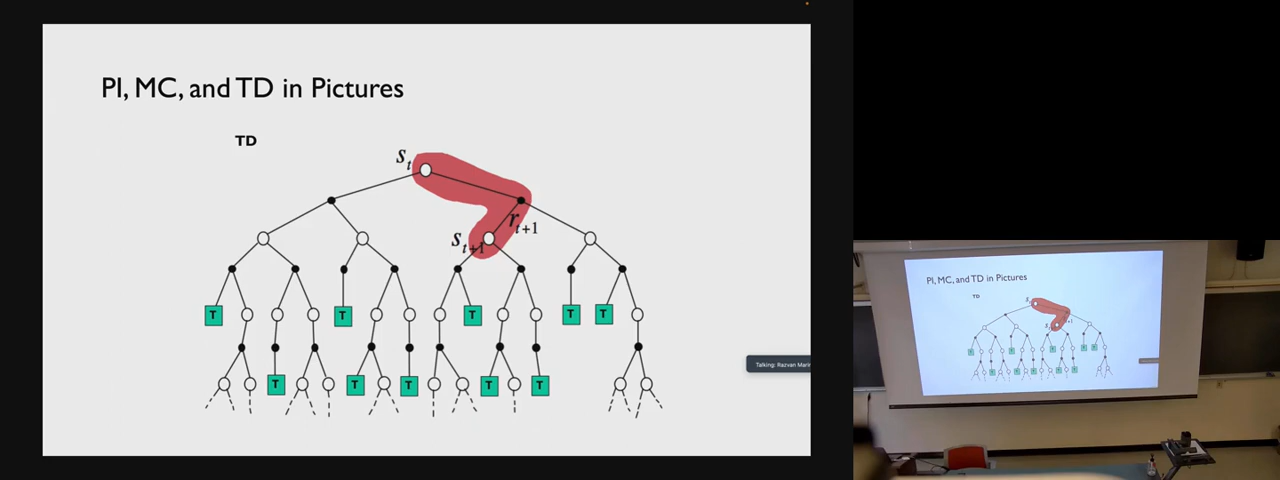 PI, MC, and TD in Pictures
TD
s_t
r_t+1
s_t+1
T T T T T
T T T T T
Talking: Razvan Marin
PI, MC, and TD in Pictures
TD